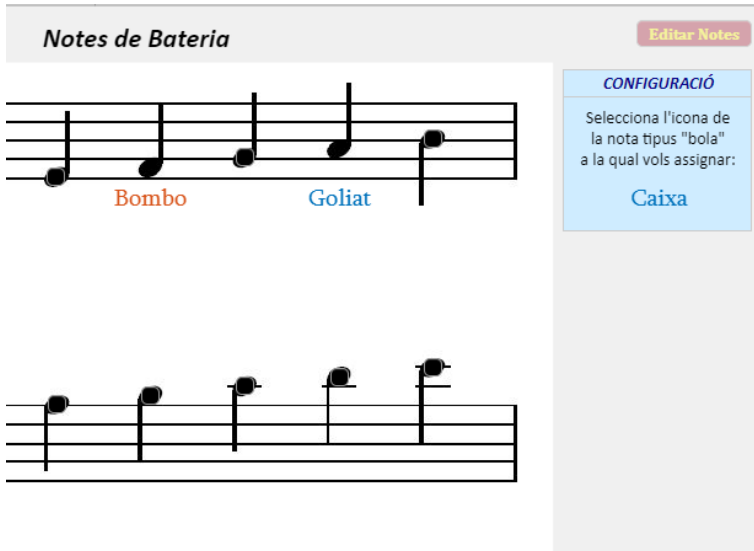 Notes de Bateria
Editar Notes
CONFIGURACIÓ
Selecciona l'icona de
la nota tipus "bola"
a la qual vols assignar:
Caixa
Bombo
Goliat